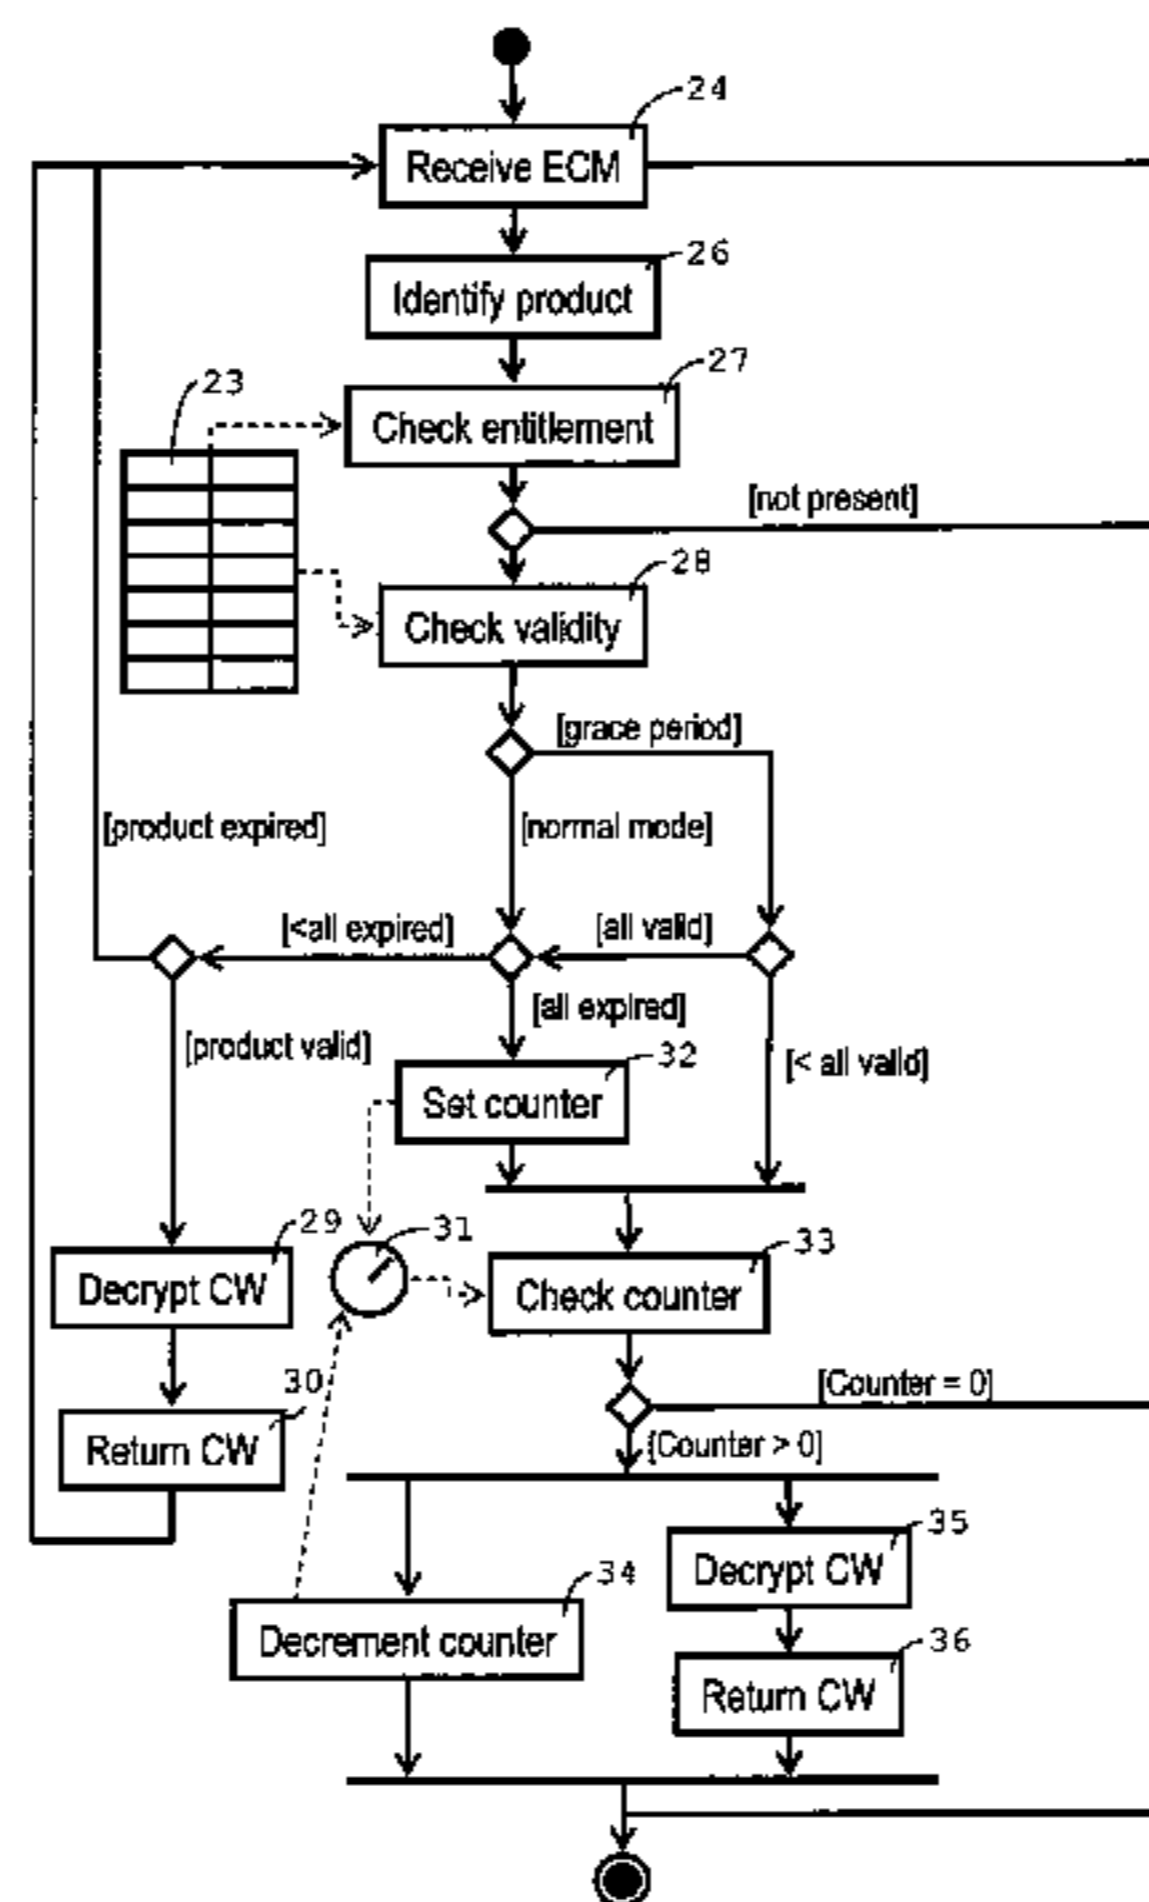 24
Receive ECM
26
Identify product
27
23
Check entitlement
[not present]
28
Check validity
[grace period]
[product expired]
[normal mode]
[<all expired]
[all valid]
[all expired]
[product valid]
32
[< all valid]
Set counter
29
31
33
Decrypt CW
Check counter
30
[Counter = 0]
Return CW
[Counter > 0]
35
Decrypt CW
34
Decrement counter
36
Return CW